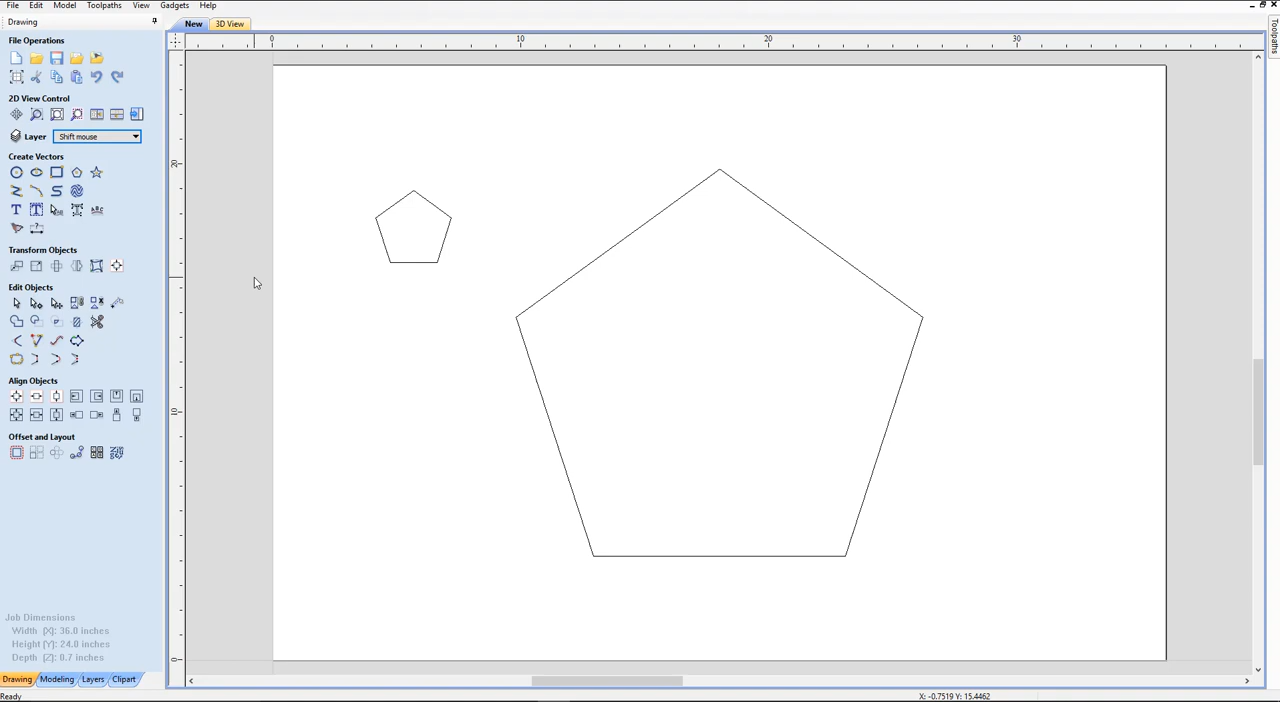 File Edit Model Toolpaths View Gadgets Help
Drawing
New 3D View
Toolpaths
File Operations
0 10 20 30
2D View Control
Layer Shift mouse
Create Vectors
20
Transform Objects
Edit Objects
Align Objects
10
Offset and Layout
Job Dimensions
Width (X): 36.0 inches
Height (Y): 24.0 inches
Depth (Z): 0.7 inches
0
Drawing Modeling Layers Clipart
Ready X: -0.7519 Y: 15.4462